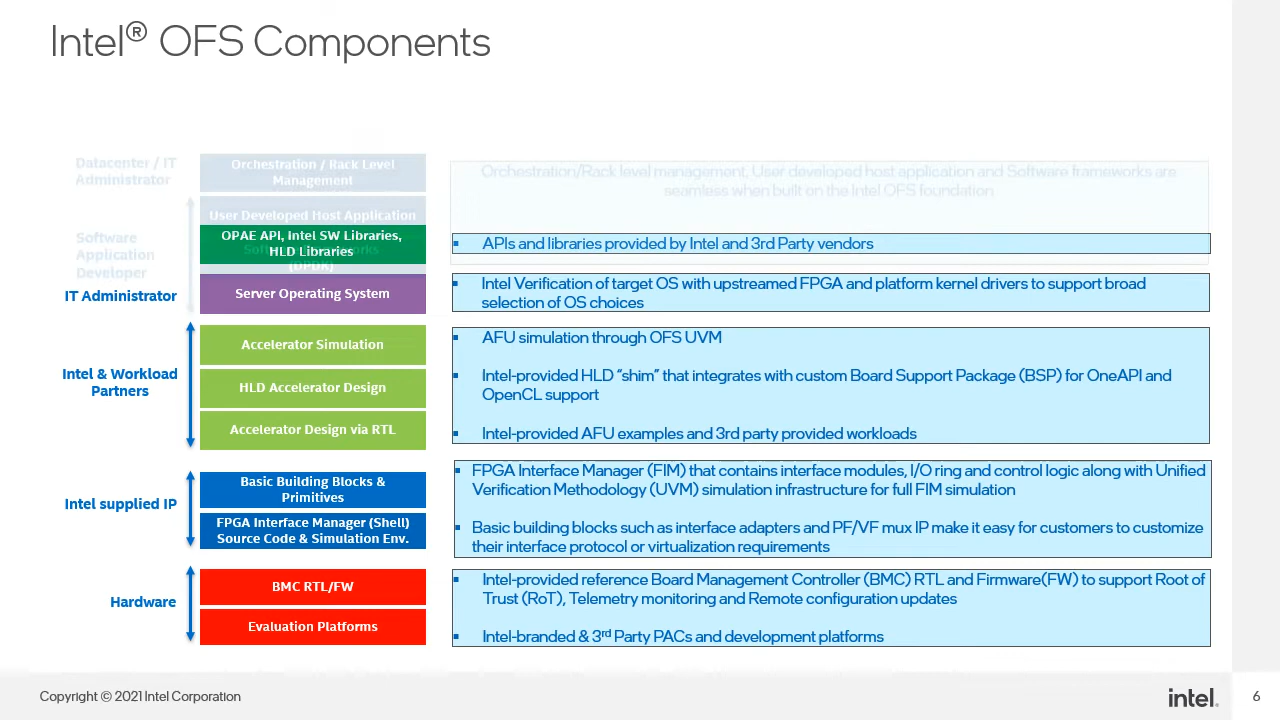 Intel® OFS Components
Datacenter / IT
Administrator
Orchestration / Rack Level
Management
Orchestration/Rack level management, User developed host application and Software frameworks are
seamless when built on the Intel OFS foundation
User Developed Host Application
Software
Application
Developer
OPAE API, Intel SW Libraries,
HLD Libraries
(DPDK)
▪ APIs and libraries provided by Intel and 3rd Party vendors
IT Administrator
Server Operating System
▪ Intel Verification of target OS with upstreamed FPGA and platform kernel drivers to support broad
selection of OS choices
Intel & Workload
Partners
Accelerator Simulation
HLD Accelerator Design
Accelerator Design via RTL
▪ AFU simulation through OFS UVM
▪ Intel-provided HLD “shim” that integrates with custom Board Support Package (BSP) for OneAPI and
OpenCL support
▪ Intel-provided AFU examples and 3rd party provided workloads
Intel supplied IP
Basic Building Blocks &
Primitives
FPGA Interface Manager (Shell)
Source Code & Simulation Env.
▪ FPGA Interface Manager (FIM) that contains interface modules, I/O ring and control logic along with Unified
Verification Methodology (UVM) simulation infrastructure for full FIM simulation
▪ Basic building blocks such as interface adapters and PF/VF mux IP make it easy for customers to customize
their interface protocol or virtualization requirements
Hardware
BMC RTL/FW
Evaluation Platforms
▪ Intel-provided reference Board Management Controller (BMC) RTL and Firmware(FW) to support Root of
Trust (RoT), Telemetry monitoring and Remote configuration updates
▪ Intel-branded & 3rd Party PACs and development platforms
Copyright © 2021 Intel Corporation
intel.
6